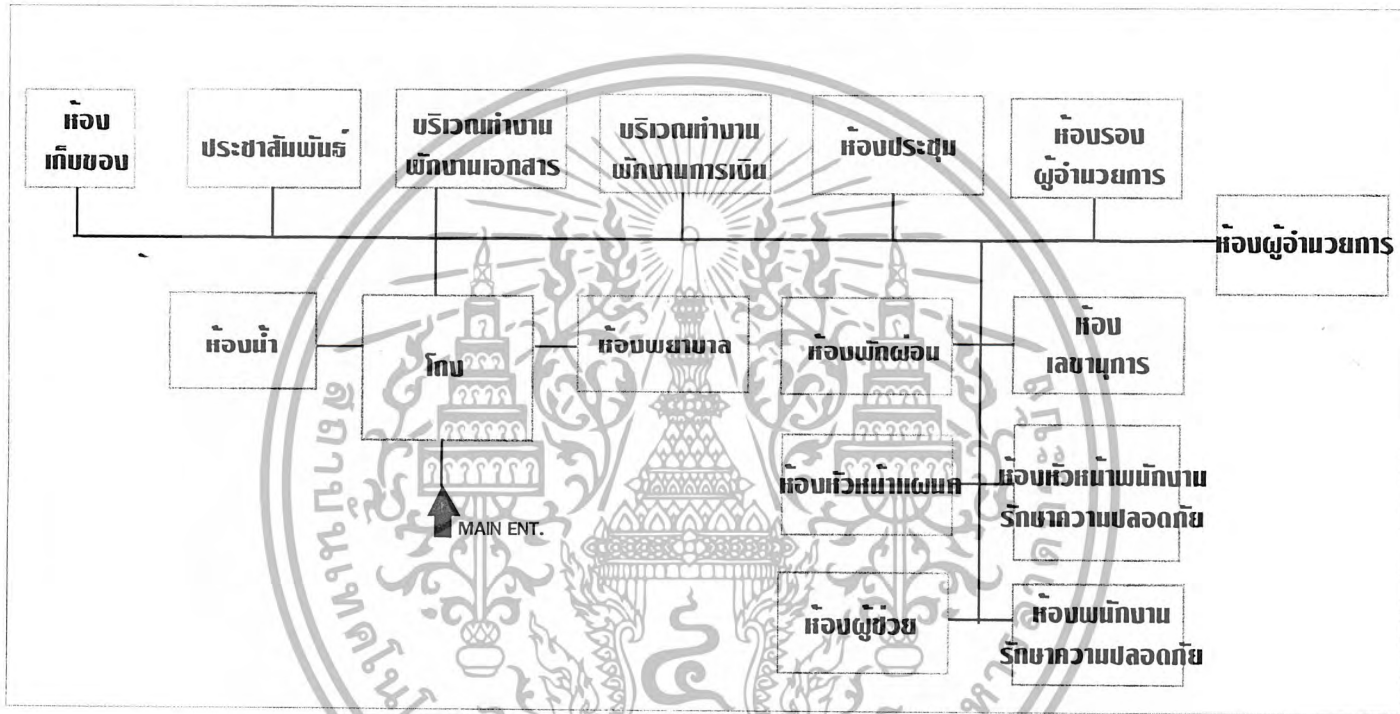 ห้อง
เก็บของ
ประชาสัมพันธ์
บริเวณทำงาน
พักงานเอกสาร
บริเวณทำงาน
พักงานการเงิน
ห้องประชุม
ห้องรอง
ผู้อำนวยการ
ห้องผู้อำนวยการ
ห้องน้ำ
โถง
ห้องพยาบาล
ห้องพักผ่อน
ห้อง
เลขานุการ
MAIN ENT.
ห้องหัวหน้าแผนก
ห้องหัวหน้าพนักงาน
รักษาความปลอดภัย
ห้องผู้ช่วย
ห้องพนักงาน
รักษาความปลอดภัย